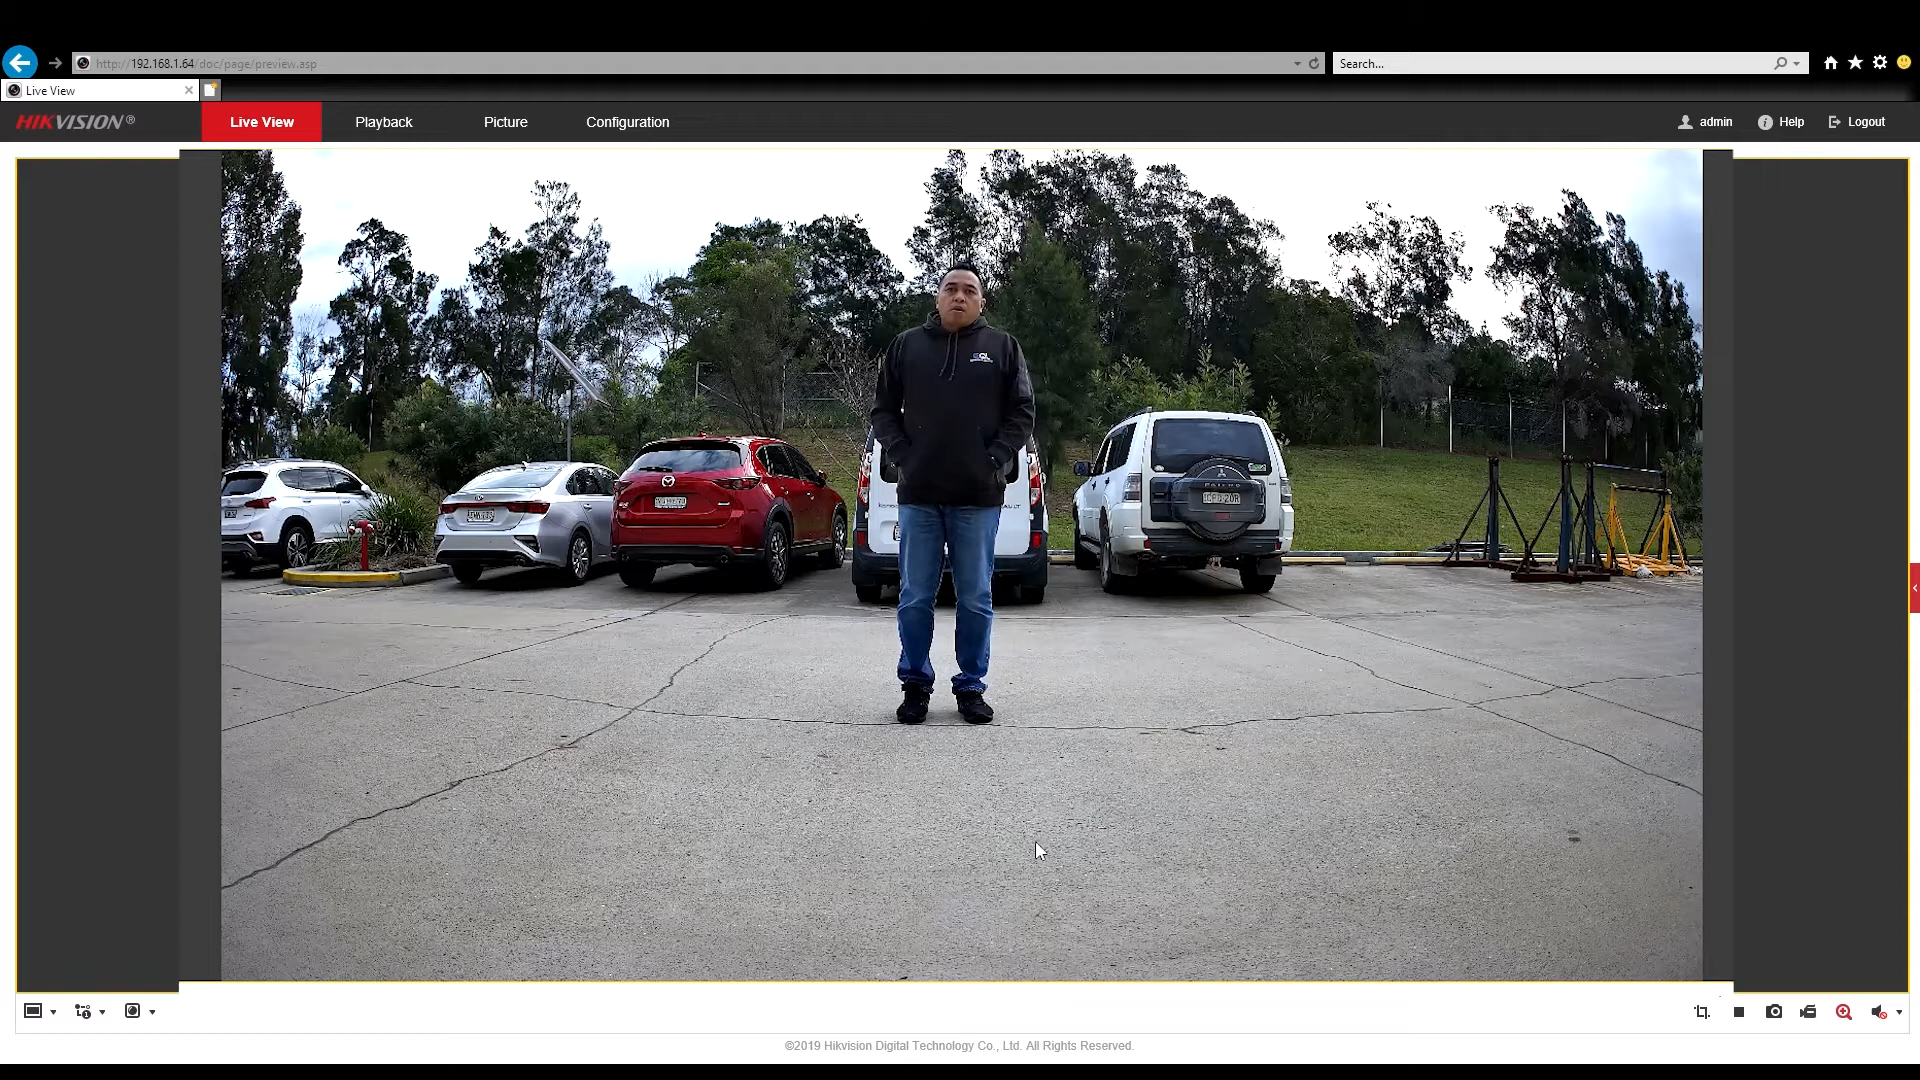 http://192.168.1.64/doc/page/preview.asp
Search...
Live View
HIKVISION®
Live View
Playback
Picture
Configuration
admin
Help
Logout
©2019 Hikvision Digital Technology Co., Ltd. All Rights Reserved.